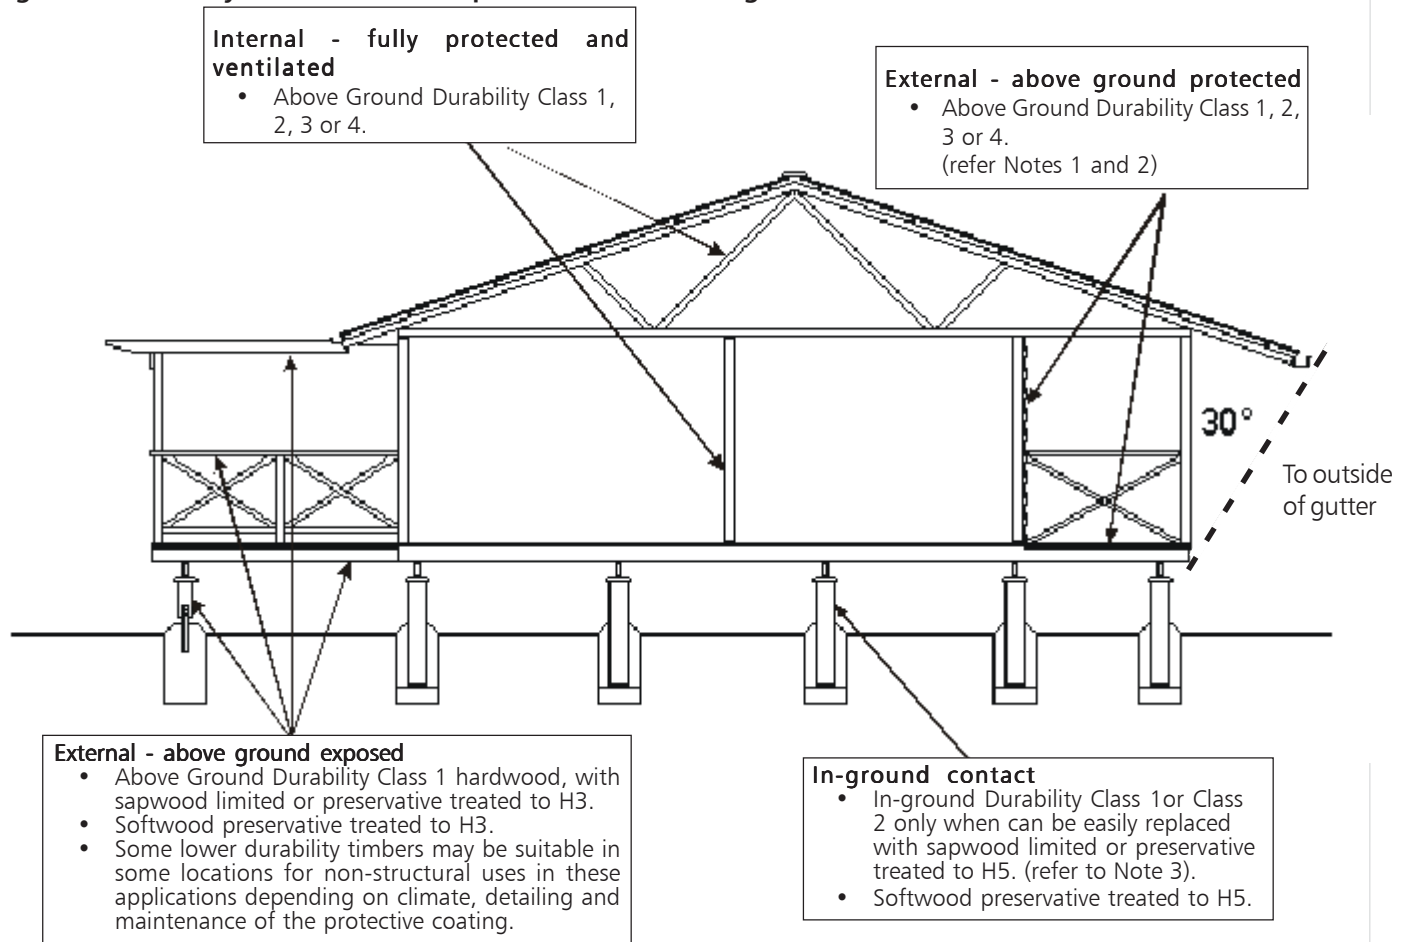 Internal - fully protected and
ventilated
• Above Ground Durability Class 1,
2, 3 or 4.
External - above ground protected
• Above Ground Durability Class 1, 2,
3 or 4.
(refer Notes 1 and 2)
30°
To outside
of gutter
External - above ground exposed
• Above Ground Durability Class 1 hardwood, with
sapwood limited or preservative treated to H3.
• Softwood preservative treated to H3.
• Some lower durability timbers may be suitable in
some locations for non-structural uses in these
applications depending on climate, detailing and
maintenance of the protective coating.
In-ground contact
• In-ground Durability Class 1or Class
2 only when can be easily replaced
with sapwood limited or preservative
treated to H5. (refer to Note 3).
• Softwood preservative treated to H5.